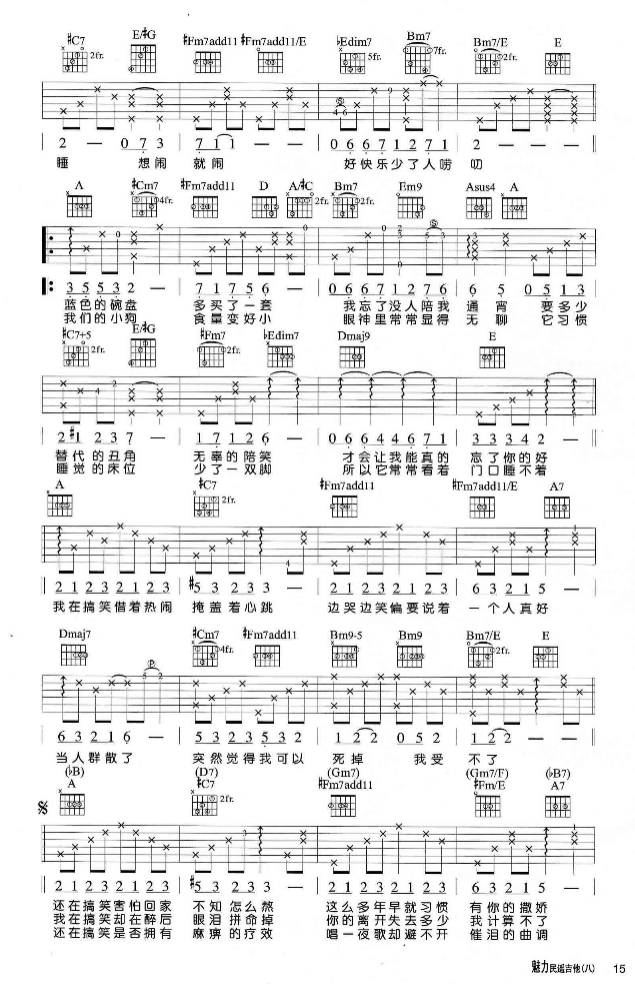 ♯C7 E/♯G ♯Fm7add11 ♯Fm7add11/E ♭Edim7 Bm7 Bm7/E E
2fr. 5fr. 7fr. 2fr.
2 — 0 7 3 7 1 1 — 0 6 6 7 1 2 7 1 2 —
睡 想闹 就闹 好快乐少了人唠 叨
A ♯Cm7 ♯Fm7add11 D A/♯C Bm7 Em9 Asus4 A
4fr. 2fr.
3 5 5 3 2 — 7 1 7 5 6 — 0 6 6 7 1 2 7 1 6 5 0 5 1 2
蓝色的碗盘 多买了一套 我忘了没人陪我 通宵 要多少
我们的小狗 食量变好小 眼神里常常显得 无聊 它习惯
♯C7+5 E/♯G ♯Fm7 ♭Edim7 Dmaj9 E
2fr. 2fr.
2 ♯1 2 3 7 — 1 7 1 2 6 — 0 6 6 4 4 6 7 1 3 3 3 4 2 —
替代的丑角 无辜的陪笑 才会让我能真的 忘了你的好
睡觉的床位 少了一双脚 所以它常常看着 门口睡不着
A ♯C7 ♯Fm7add11 ♯Fm7add11/E A7
2fr.
2 1 2 3 2 1 2 3 ♯5 3 2 2 3 — 2 1 2 3 2 1 2 3 6 3 2 1 5 —
我在搞笑借着热闹 掩盖着心跳 边哭边笑偏要说着 一个人真好
Dmaj7 ♯Cm7 ♯Fm7add11 Bm9-5 Bm9 Bm7/E E
4fr. 2fr.
6 3 2 1 6 — 5 3 2 3 2 5 3 2 1 2 2 0 5 2 1 2 2 —
当人群散了 突然觉得我可以 死掉 我受 不了
(♭B) (D7) (Gm7) (Gm7/F) (♭B7)
A ♯C7 ♯Fm7add11 ♯Fm/E A7
2fr.
2 1 2 3 2 1 2 3 ♯5 3 2 2 3 — 2 1 2 3 2 1 2 3 6 3 2 1 5 —
还在搞笑害怕回家 不知怎么熬 这么多年早就习惯 有你的撒娇
我在搞笑却在醉后 眼泪拼命掉 你的离开失去多少 我计算不了
还在搞笑是否拥有 麻痹的疗效 唱一夜歌却避不开 催泪的曲调
魅力民谣吉他(八) 15